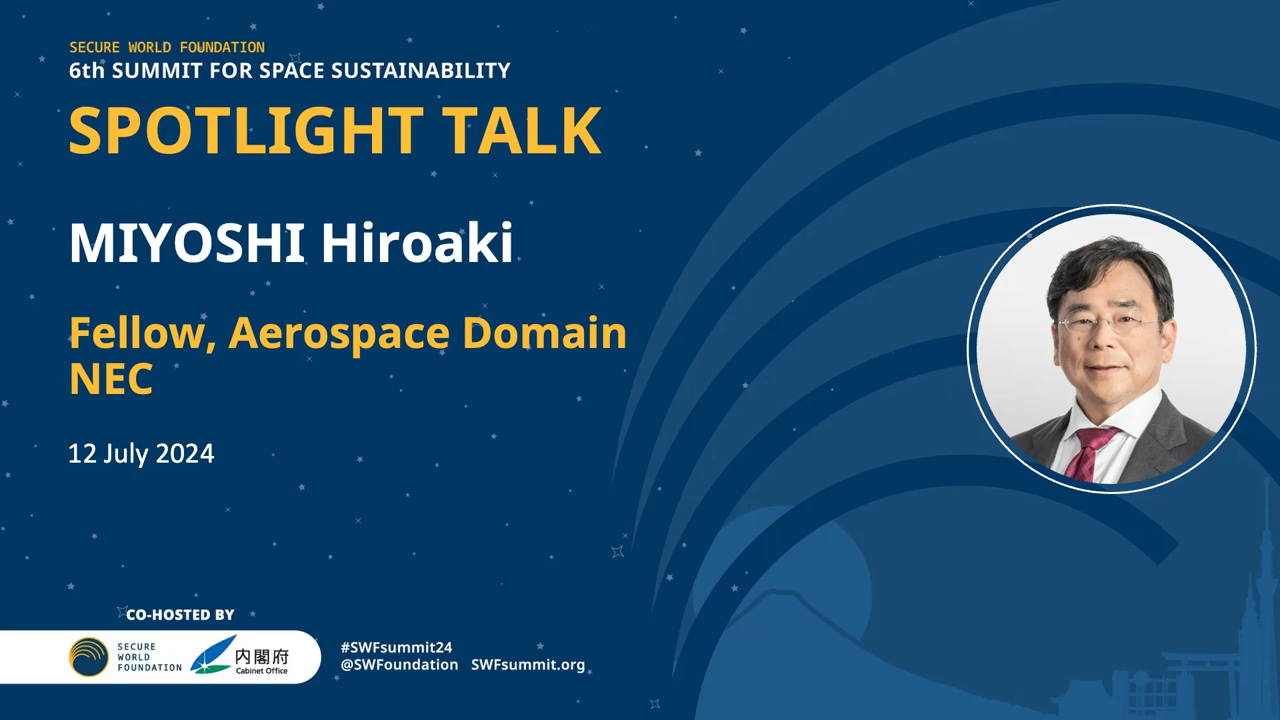 SECURE WORLD FOUNDATION
6th SUMMIT FOR SPACE SUSTAINABILITY
SPOTLIGHT TALK
MIYOSHI Hiroaki
Fellow, Aerospace Domain
NEC
12 July 2024
CO-HOSTED BY
SECURE
WORLD
FOUNDATION
内閣府
Cabinet Office
#SWFsummit24
@SWFoundation SWFsummit.org